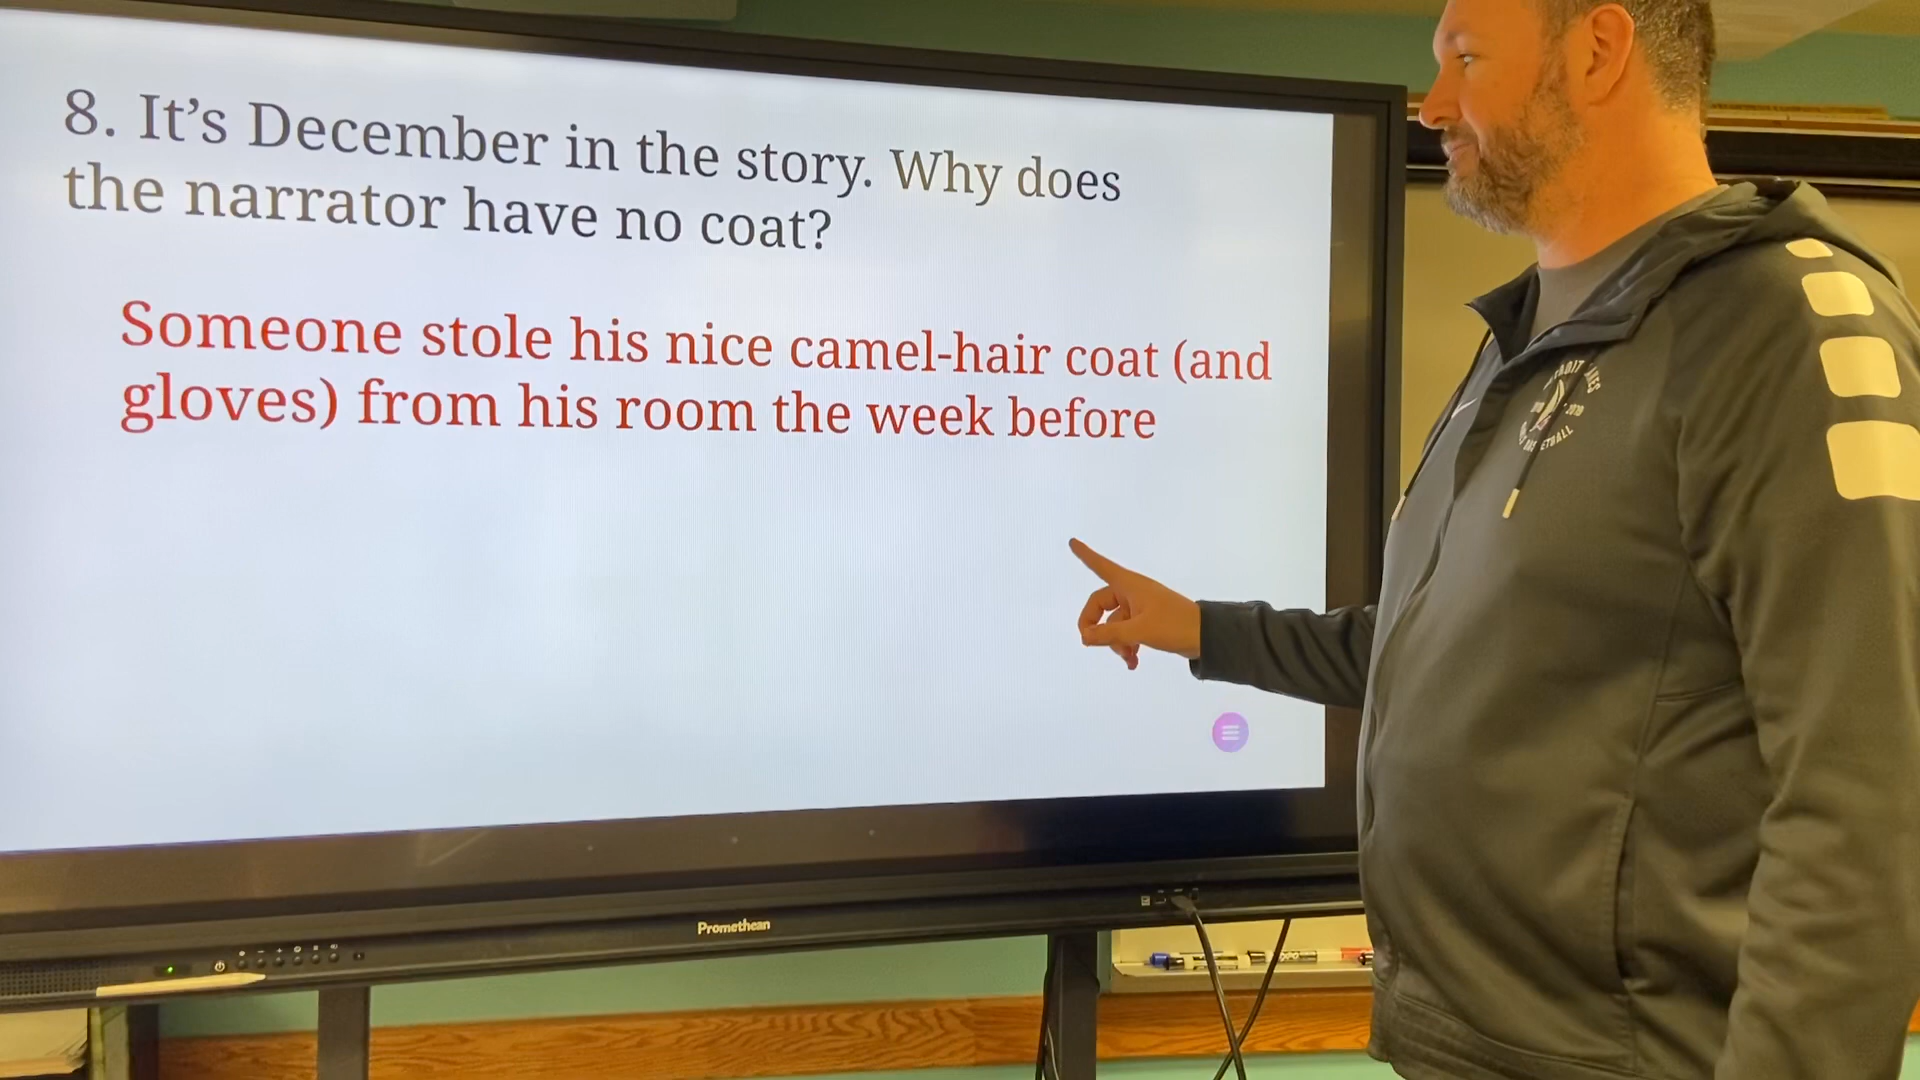 8. It’s December in the story. Why does
the narrator have no coat?
Someone stole his nice camel-hair coat (and
gloves) from his room the week before
Promethean